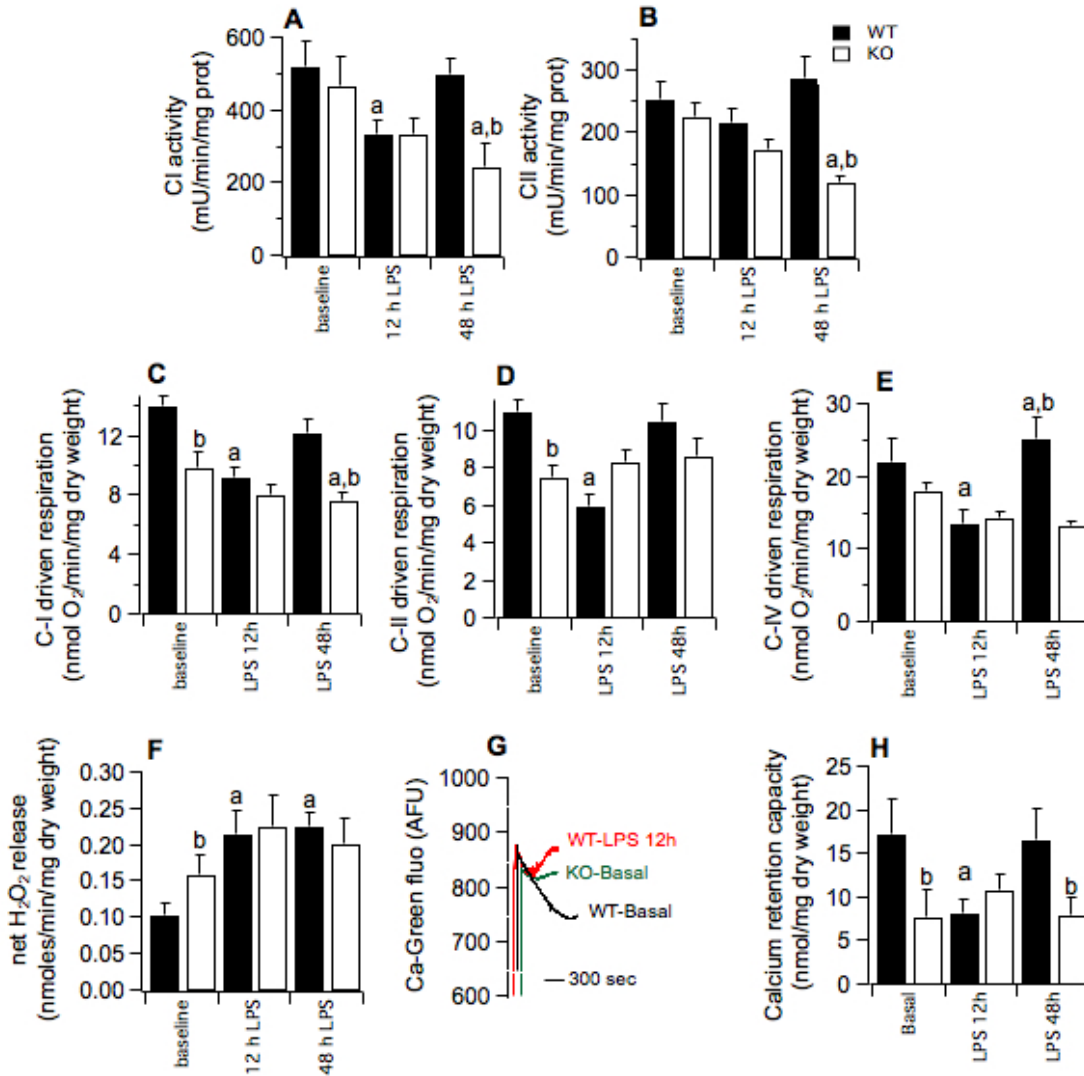 A
CI activity
(mU/min/mg prot)
600
400
200
0
a
a,b
baseline
12 h LPS
48 h LPS
B
CII activity
(mU/min/mg prot)
300
200
100
0
a,b
baseline
12 h LPS
48 h LPS
WT
KO
C
C-I driven respiration
(nmol O₂/min/mg dry weight)
12
8
4
0
b
a
a,b
baseline
LPS 12h
LPS 48h
D
C-II driven respiration
(nmol O₂/min/mg dry weight)
10
8
6
4
2
0
b
a
baseline
LPS 12h
LPS 48h
E
C-IV driven respiration
(nmol O₂/min/mg dry weight)
30
20
10
0
a
a,b
baseline
LPS 12h
LPS 48h
F
net H₂O₂ release
(nmoles/min/mg dry weight)
0.30
0.25
0.20
0.15
0.10
0.05
0.00
b
a
a
baseline
12 h LPS
48 h LPS
G
Ca-Green fluo (AFU)
1000
900
800
700
600
WT-LPS 12h
KO-Basal
WT-Basal
300 sec
H
Calcium retention capacity
(nmol/mg dry weight)
25
20
15
10
5
0
b
a
b
Basal
LPS 12h
LPS 48h